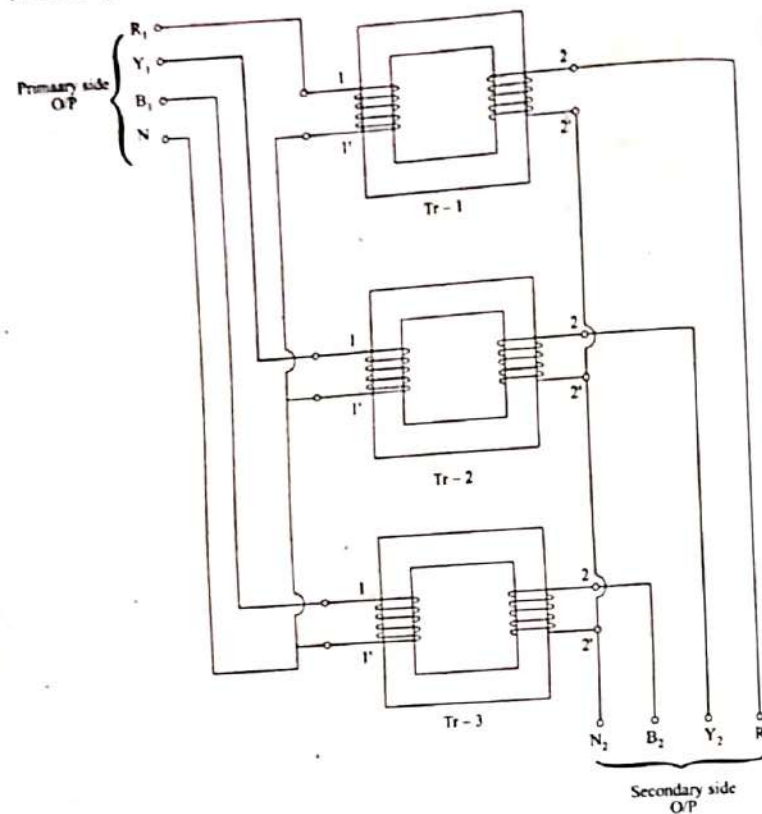 R₁
Y₁
Primaary side
O/P
B₁
N
1
1'
2
2'
Tr – 1
1
1'
2
2'
Tr – 2
1
1'
2
2'
Tr – 3
N₂ B₂ Y₂ R
Secondary side
O/P